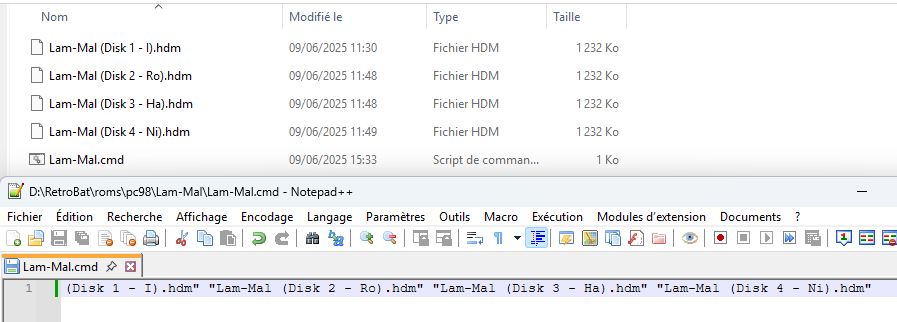 Nom Modifié le Type Taille
Lam-Mal (Disk 1 - I).hdm 09/06/2025 11:30 Fichier HDM 1 232 Ko
Lam-Mal (Disk 2 - Ro).hdm 09/06/2025 11:48 Fichier HDM 1 232 Ko
Lam-Mal (Disk 3 - Ha).hdm 09/06/2025 11:48 Fichier HDM 1 232 Ko
Lam-Mal (Disk 4 - Ni).hdm 09/06/2025 11:49 Fichier HDM 1 232 Ko
Lam-Mal.cmd 09/06/2025 15:33 Script de comman... 1 Ko
D:\RetroBat\roms\pc98\Lam-Mal\Lam-Mal.cmd - Notepad++
Fichier Édition Recherche Affichage Encodage Langage Paramètres Outils Macro Exécution Modules d'extension Documents ?
Lam-Mal.cmd
1 (Disk 1 - I).hdm" "Lam-Mal (Disk 2 - Ro).hdm" "Lam-Mal (Disk 3 - Ha).hdm" "Lam-Mal (Disk 4 - Ni).hdm"